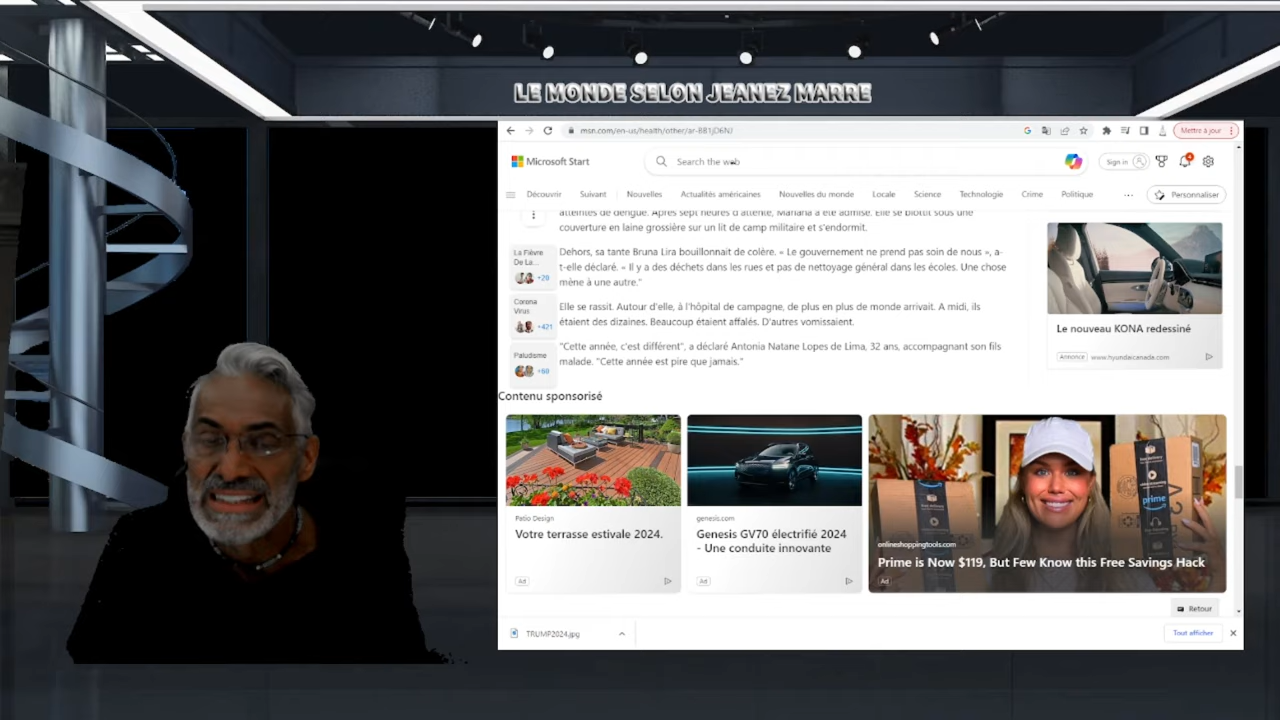 LE MONDE SELON JEANEZ MARRE
msn.com/en-us/health/other/ar-BB1jD6NJ
Mettre à jour
Microsoft Start
Search the web
Sign in
4
Découvrir
Suivant
Nouvelles
Actualités américaines
Nouvelles du monde
Locale
Science
Technologie
Crime
Politique
Personnaliser
atteintes de dengue. Après sept heures d'attente, Mariana a été admise. Elle se blottit sous une
couverture en laine grossière sur un lit de camp militaire et s'endormit.
Dehors, sa tante Bruna Lira bouillonnait de colère. « Le gouvernement ne prend pas soin de nous », a-
t-elle déclaré. « Il y a des déchets dans les rues et pas de nettoyage général dans les écoles. Une chose
mène à une autre."
Elle se rassit. Autour d'elle, à l'hôpital de campagne, de plus en plus de monde arrivait. A midi, ils
étaient des dizaines. Beaucoup étaient affalés. D'autres vomissaient.
"Cette année, c'est différent", a déclaré Antonia Natane Lopes de Lima, 32 ans, accompagnant son fils
malade. "Cette année est pire que jamais."
La Fièvre
De La...
+20
Corona
Virus
+421
Paludisme
+60
Le nouveau KONA redessiné
Annonce
www.hyundaicanada.com
Contenu sponsorisé
Patio Design
Votre terrasse estivale 2024.
Ad
genesis.com
Genesis GV70 électrifié 2024
- Une conduite innovante
Ad
prime
onlineshoppingtools.com
Prime is Now $119, But Few Know this Free Savings Hack
Ad
Retour
TRUMP2024.jpg
Tout afficher